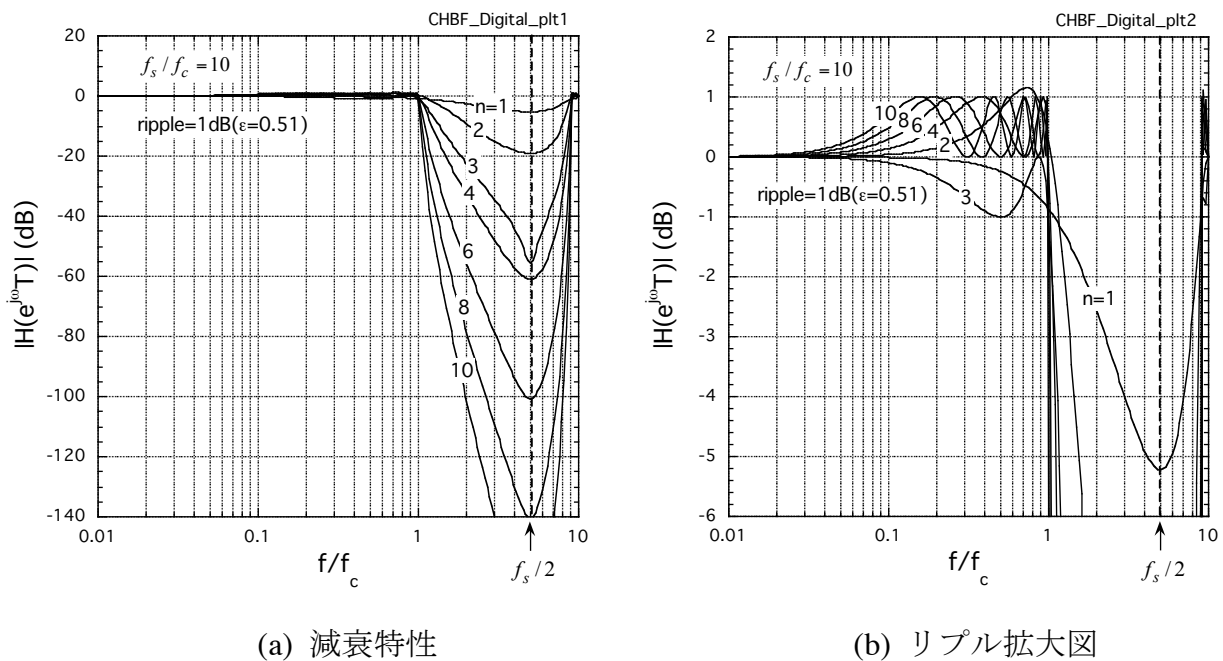 CHBF_Digital_plt1
20
0
-20
-40
-60
-80
-100
-120
-140
|H(e^{jω}T)| (dB)
f_s/f_c=10
ripple=1dB(ε=0.51)
n=1
2
3
4
6
8
10
0.01
0.1
1
10
f/f_c
f_s/2
(a) 減衰特性
CHBF_Digital_plt2
2
1
0
-1
-2
-3
-4
-5
-6
|H(e^{jω}T)| (dB)
f_s/f_c=10
10
8
6
4
2
ripple=1dB(ε=0.51)
3
n=1
0.01
0.1
1
10
f/f_c
f_s/2
(b) リプル拡大図